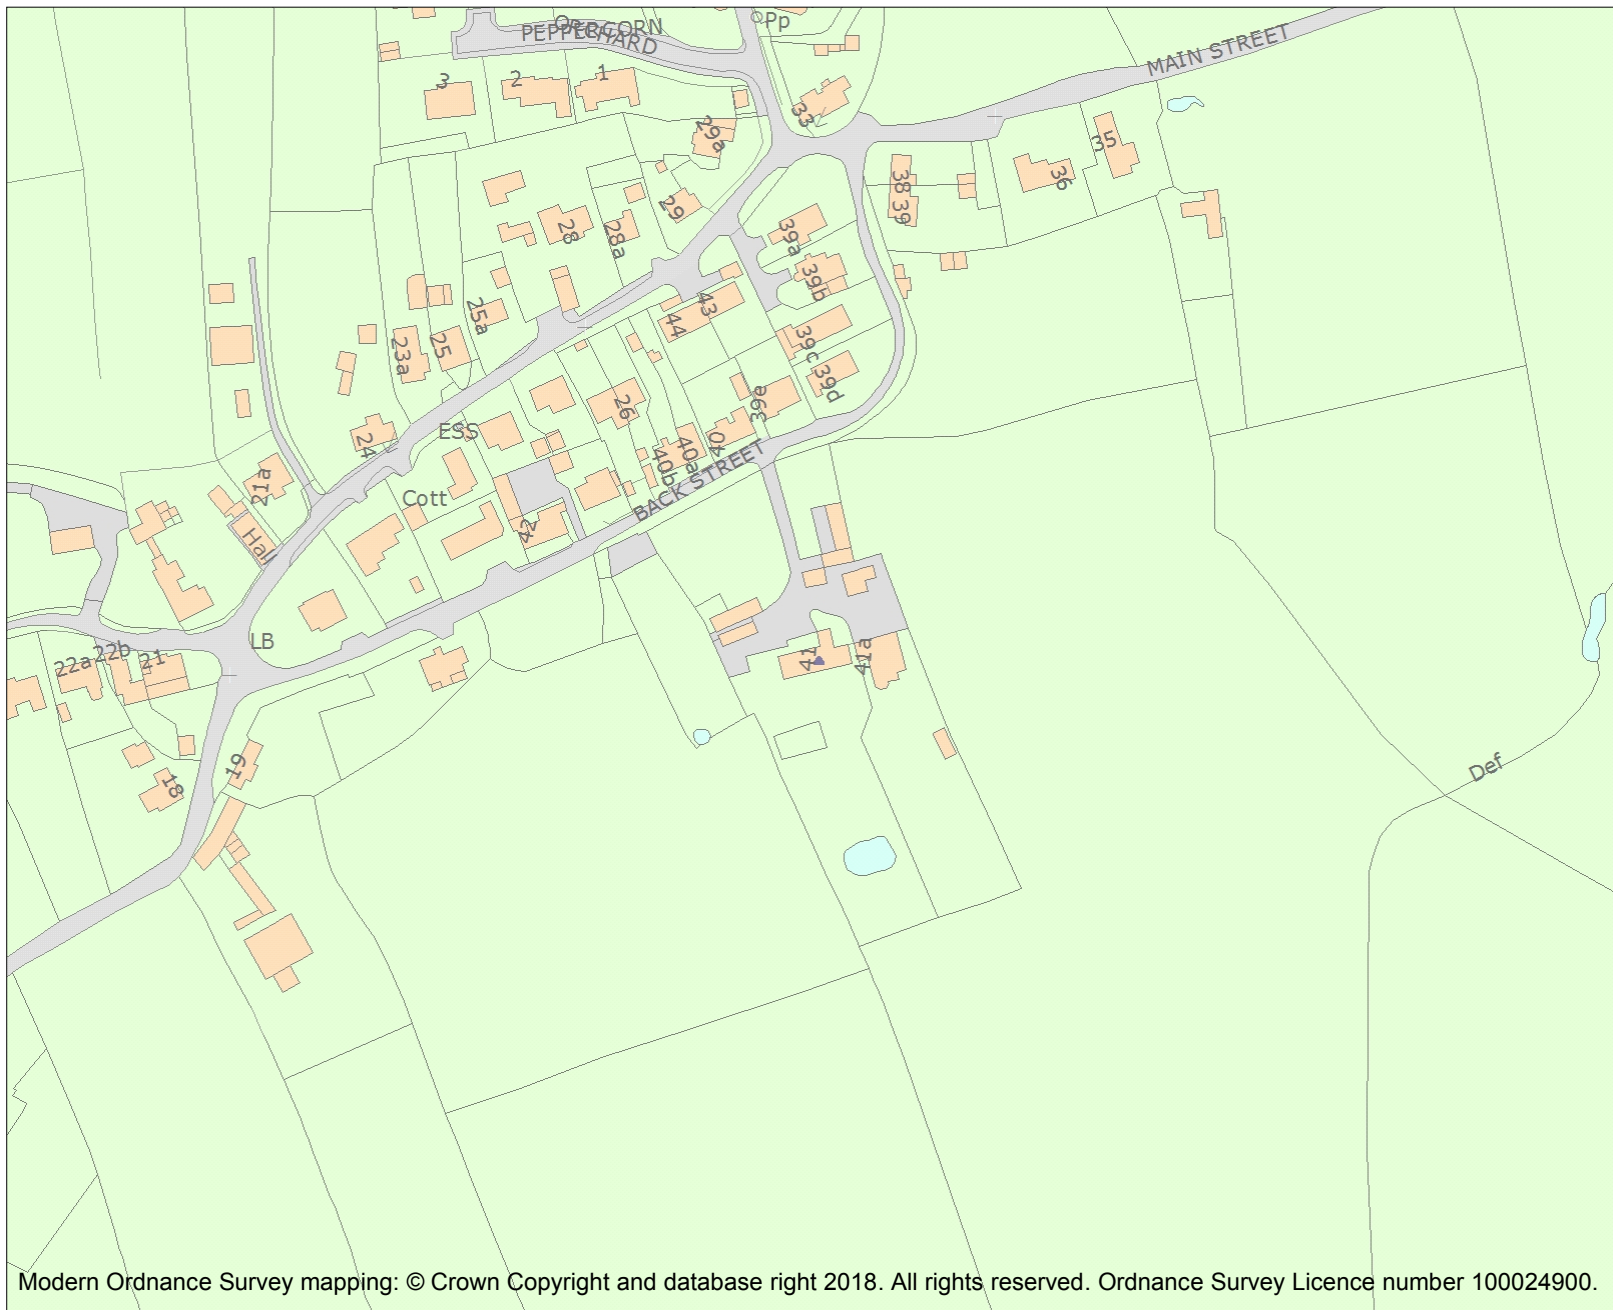 Pp
PEPPERCORN
ORCHARD
MAIN STREET
3
2
1
33
29a
35
36
38
39
29
28
28a
39a
39b
25a
43
44
23a
25
39c
39d
26
39e
24
ESS
40
40a
40b
BACK STREET
21a
Cott
42
Hall
LB
22a
22b
21
41
41a
19
18
Def
Modern Ordnance Survey mapping: © Crown Copyright and database right 2018. All rights reserved. Ordnance Survey Licence number 100024900.